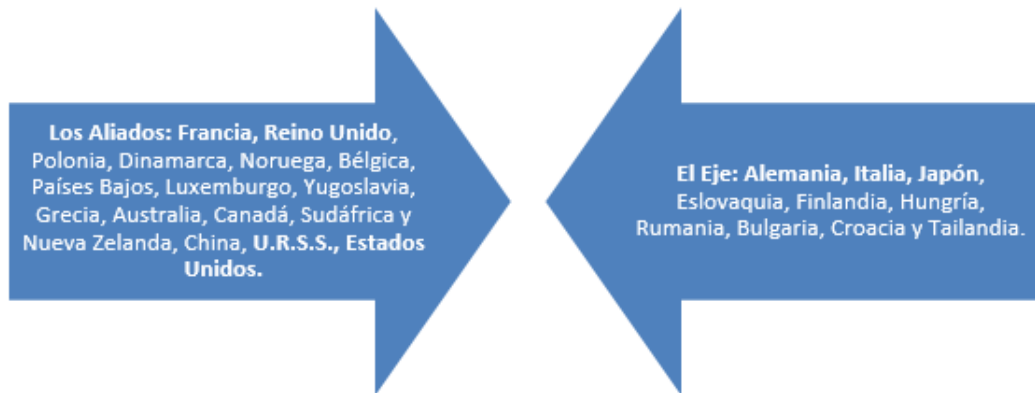 Los Aliados: Francia, Reino Unido,
Polonia, Dinamarca, Noruega, Bélgica,
Países Bajos, Luxemburgo, Yugoslavia,
Grecia, Australia, Canadá, Sudáfrica y
Nueva Zelanda, China, U.R.S.S., Estados
Unidos.
El Eje: Alemania, Italia, Japón,
Eslovaquia, Finlandia, Hungría,
Rumania, Bulgaria, Croacia y Tailandia.